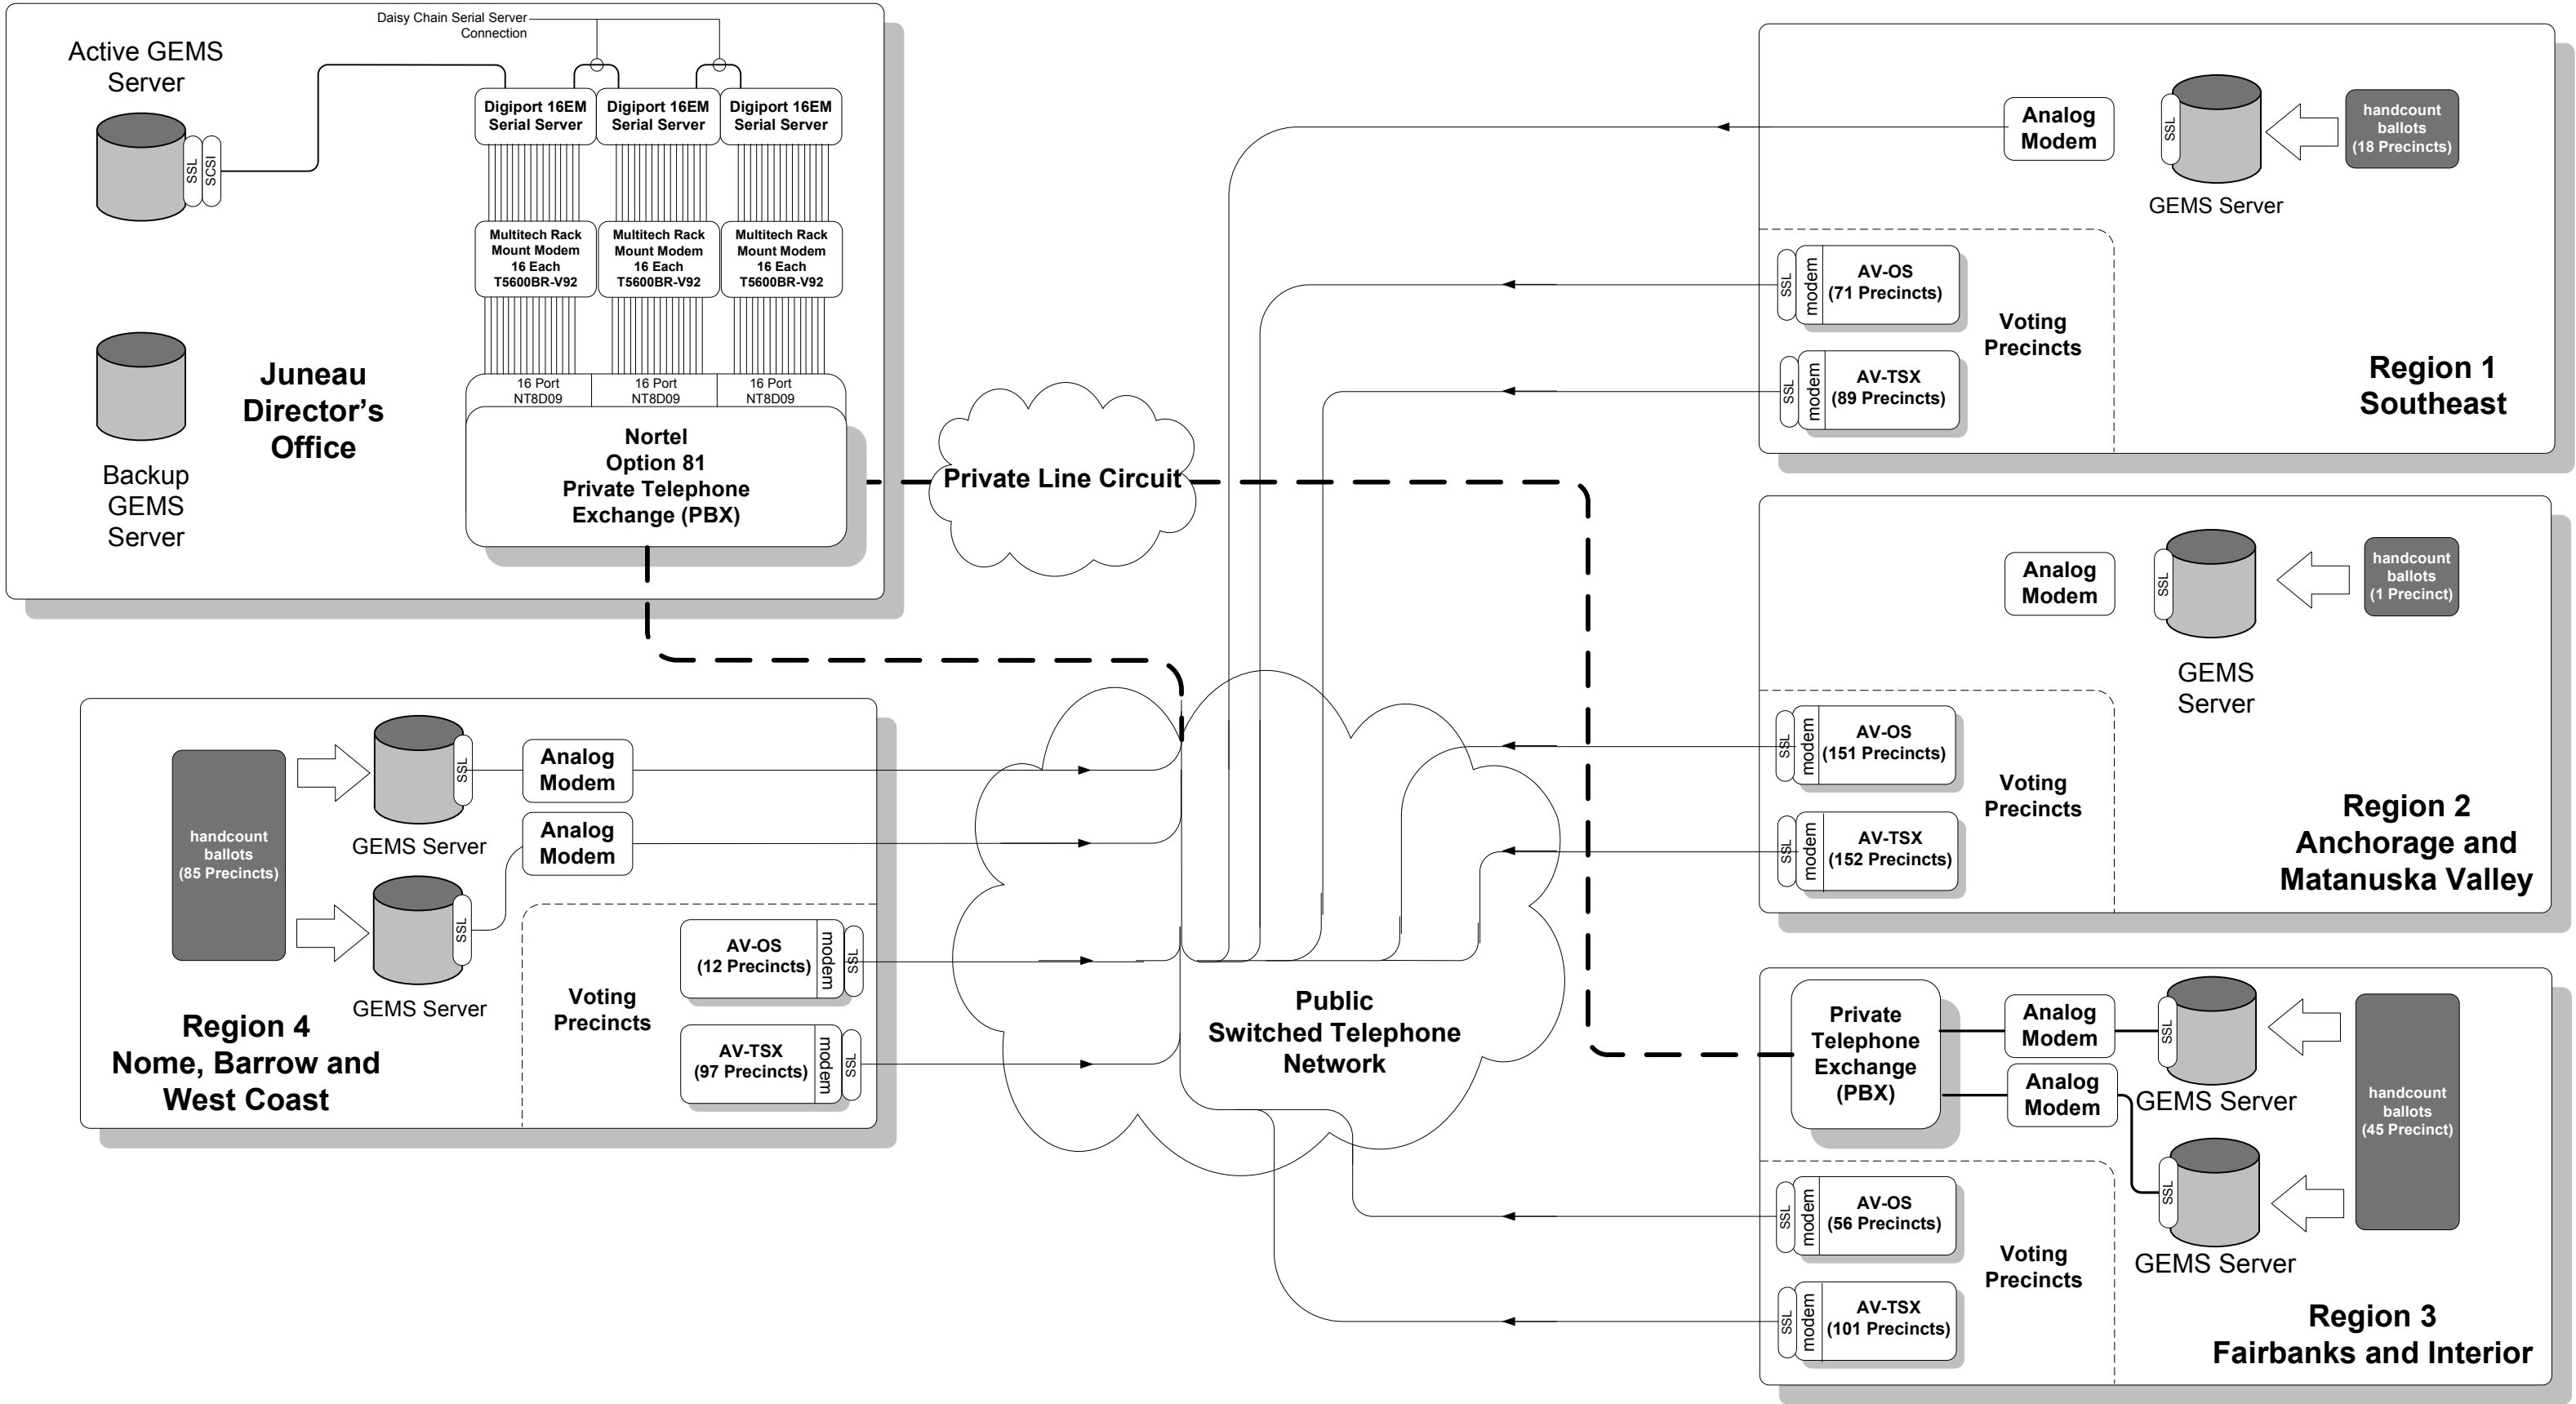 Daisy Chain Serial Server
Connection
Active GEMS
Server
SSL
SCSI
Digiport 16EM
Serial Server
Digiport 16EM
Serial Server
Digiport 16EM
Serial Server
Multitech Rack
Mount Modem
16 Each
T5600BR-V92
Multitech Rack
Mount Modem
16 Each
T5600BR-V92
Multitech Rack
Mount Modem
16 Each
T5600BR-V92
16 Port
NT8D09
16 Port
NT8D09
16 Port
NT8D09
Nortel
Option 81
Private Telephone
Exchange (PBX)
Juneau
Director's
Office
Backup
GEMS
Server
Private Line Circuit
Analog
Modem
SSL
GEMS Server
handcount
ballots
(18 Precincts)
SSL
modem
AV-OS
(71 Precincts)
SSL
modem
AV-TSX
(89 Precincts)
Voting
Precincts
Region 1
Southeast
Analog
Modem
SSL
GEMS
Server
handcount
ballots
(1 Precinct)
SSL
modem
AV-OS
(151 Precincts)
SSL
modem
AV-TSX
(152 Precincts)
Voting
Precincts
Region 2
Anchorage and
Matanuska Valley
handcount
ballots
(85 Precincts)
SSL
GEMS Server
Analog
Modem
SSL
GEMS Server
Analog
Modem
Voting
Precincts
AV-OS
(12 Precincts)
modem
SSL
AV-TSX
(97 Precincts)
modem
SSL
Region 4
Nome, Barrow and
West Coast
Public
Switched Telephone
Network
Private
Telephone
Exchange
(PBX)
Analog
Modem
SSL
GEMS Server
Analog
Modem
SSL
GEMS Server
handcount
ballots
(45 Precinct)
SSL
modem
AV-OS
(56 Precincts)
SSL
modem
AV-TSX
(101 Precincts)
Voting
Precincts
Region 3
Fairbanks and Interior